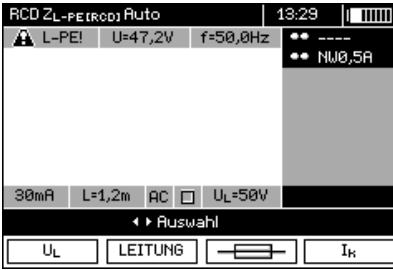 RCD ZL-PE[RCD] Auto 13:29
L-PE! U=47,2V f=50,0Hz
----
NW0,5A
30mA L=1,2m AC UL=50V
Auswahl
UL LEITUNG IK